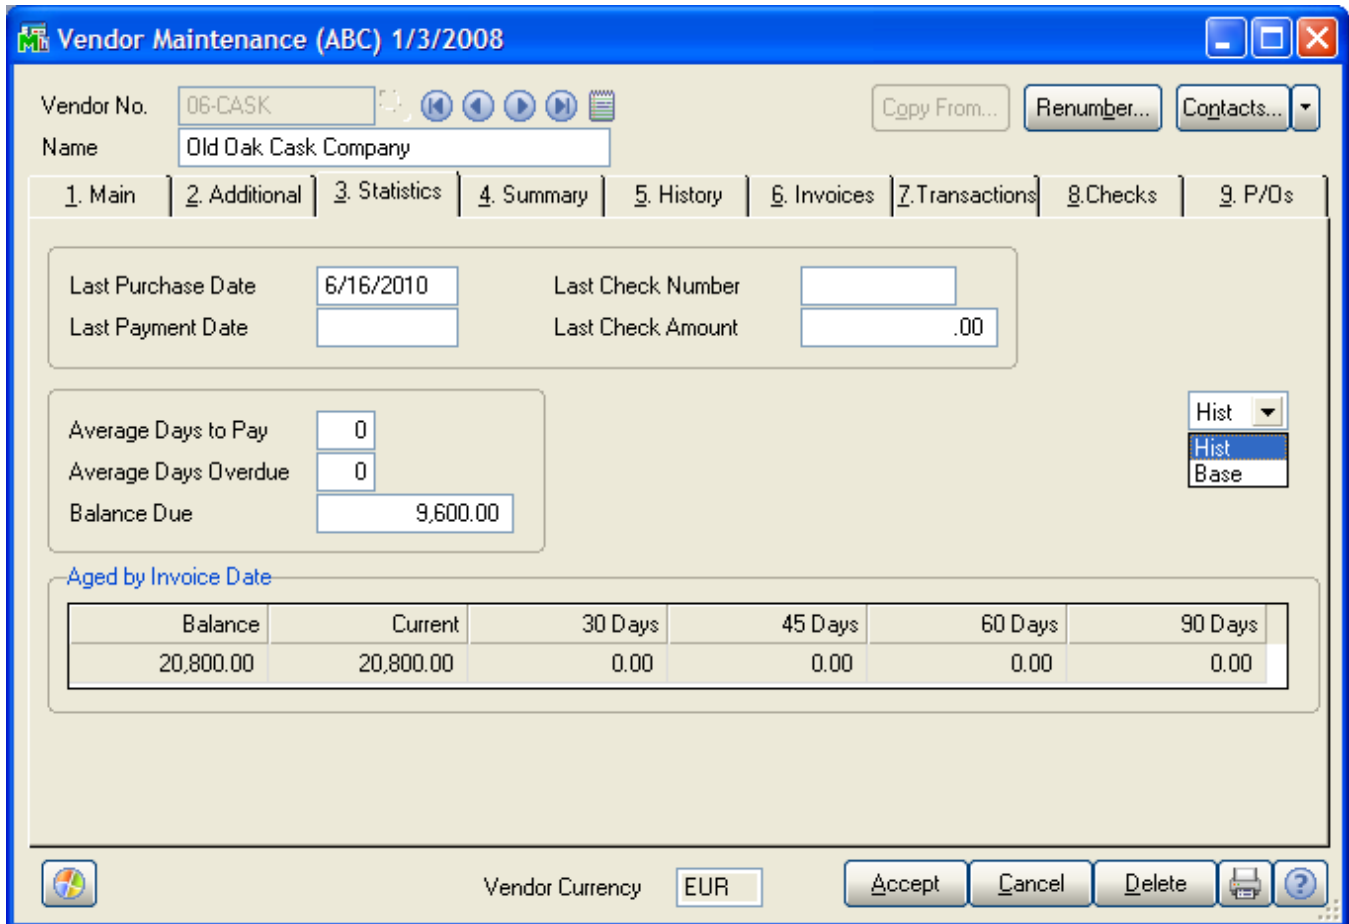 Vendor Maintenance (ABC) 1/3/2008
Vendor No. 06-CASK Copy From... Renumber... Contacts...
Name Old Oak Cask Company
1. Main 2. Additional 3. Statistics 4. Summary 5. History 6. Invoices 7.Transactions 8.Checks 9. P/Os
Last Purchase Date 6/16/2010 Last Check Number
Last Payment Date Last Check Amount .00
Hist
Average Days to Pay 0
Hist
Average Days Overdue 0
Base
Balance Due 9,600.00
Aged by Invoice Date
Balance Current 30 Days 45 Days 60 Days 90 Days
20,800.00 20,800.00 0.00 0.00 0.00 0.00
Vendor Currency EUR Accept Cancel Delete